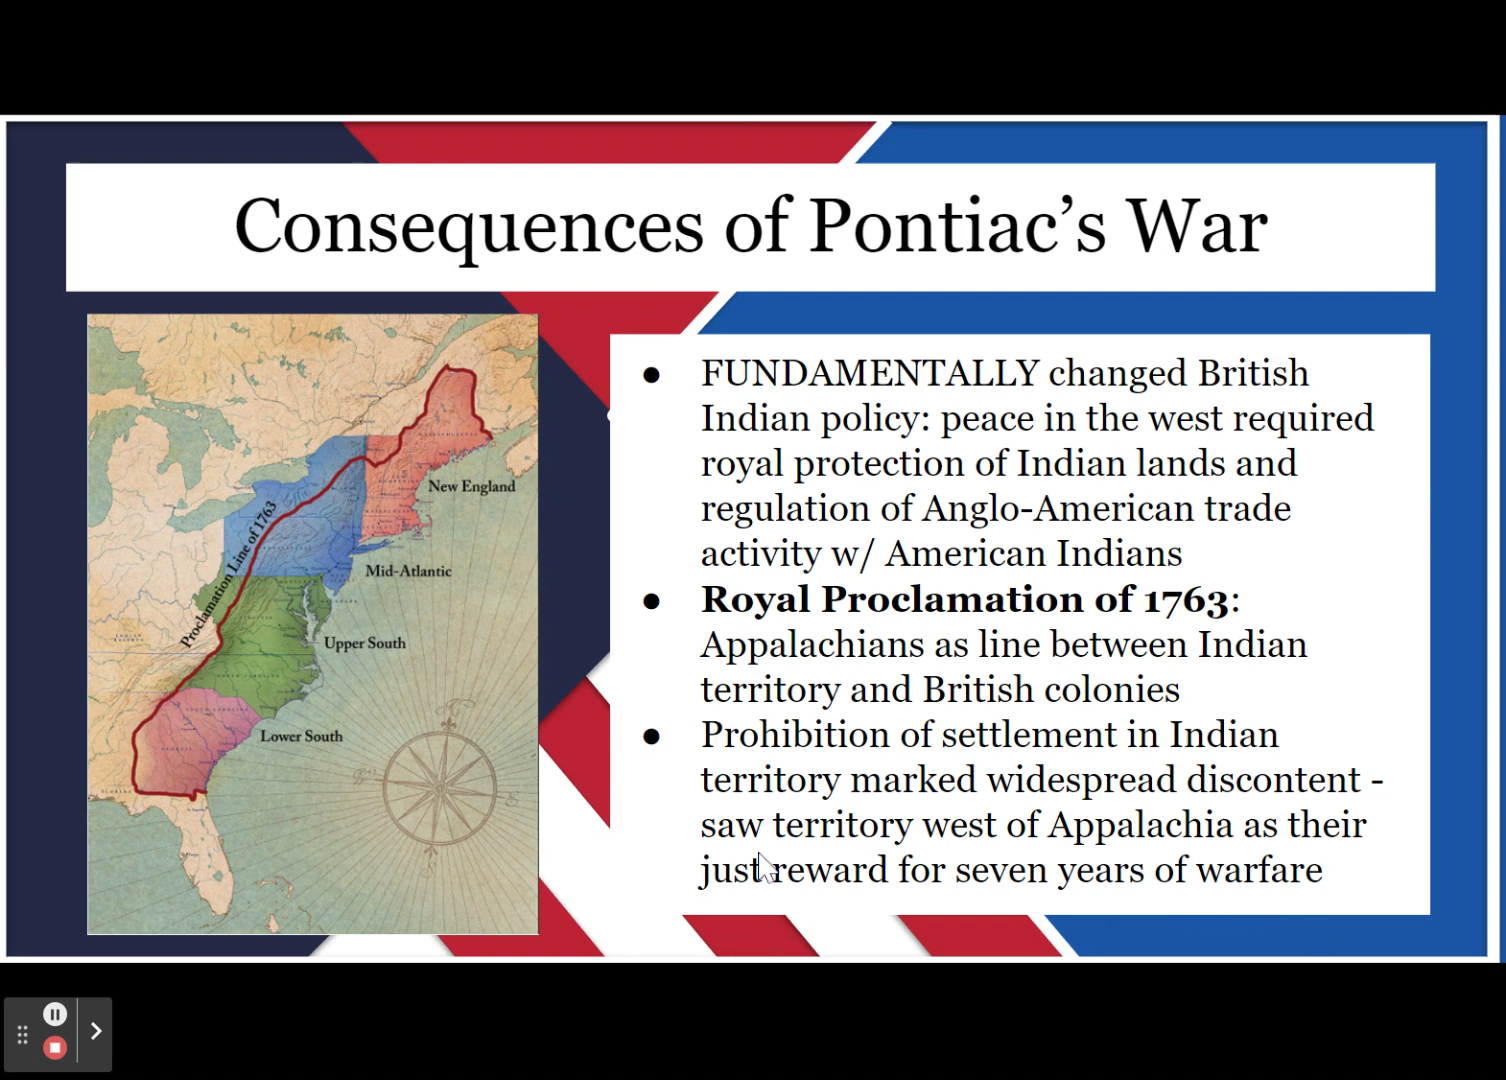 Consequences of Pontiac's War
New England
Proclamation Line of 1763
Mid-Atlantic
Upper South
Lower South
● FUNDAMENTALLY changed British
Indian policy: peace in the west required
royal protection of Indian lands and
regulation of Anglo-American trade
activity w/ American Indians
● Royal Proclamation of 1763:
Appalachians as line between Indian
territory and British colonies
● Prohibition of settlement in Indian
territory marked widespread discontent -
saw territory west of Appalachia as their
just reward for seven years of warfare